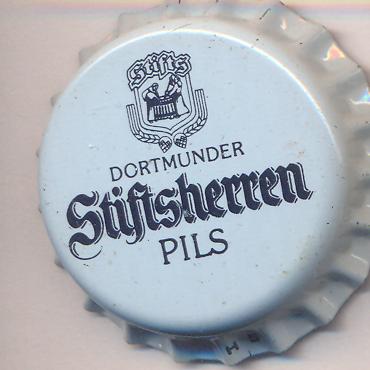 Stifts
DORTMUNDER
Stiftsherren
PILS